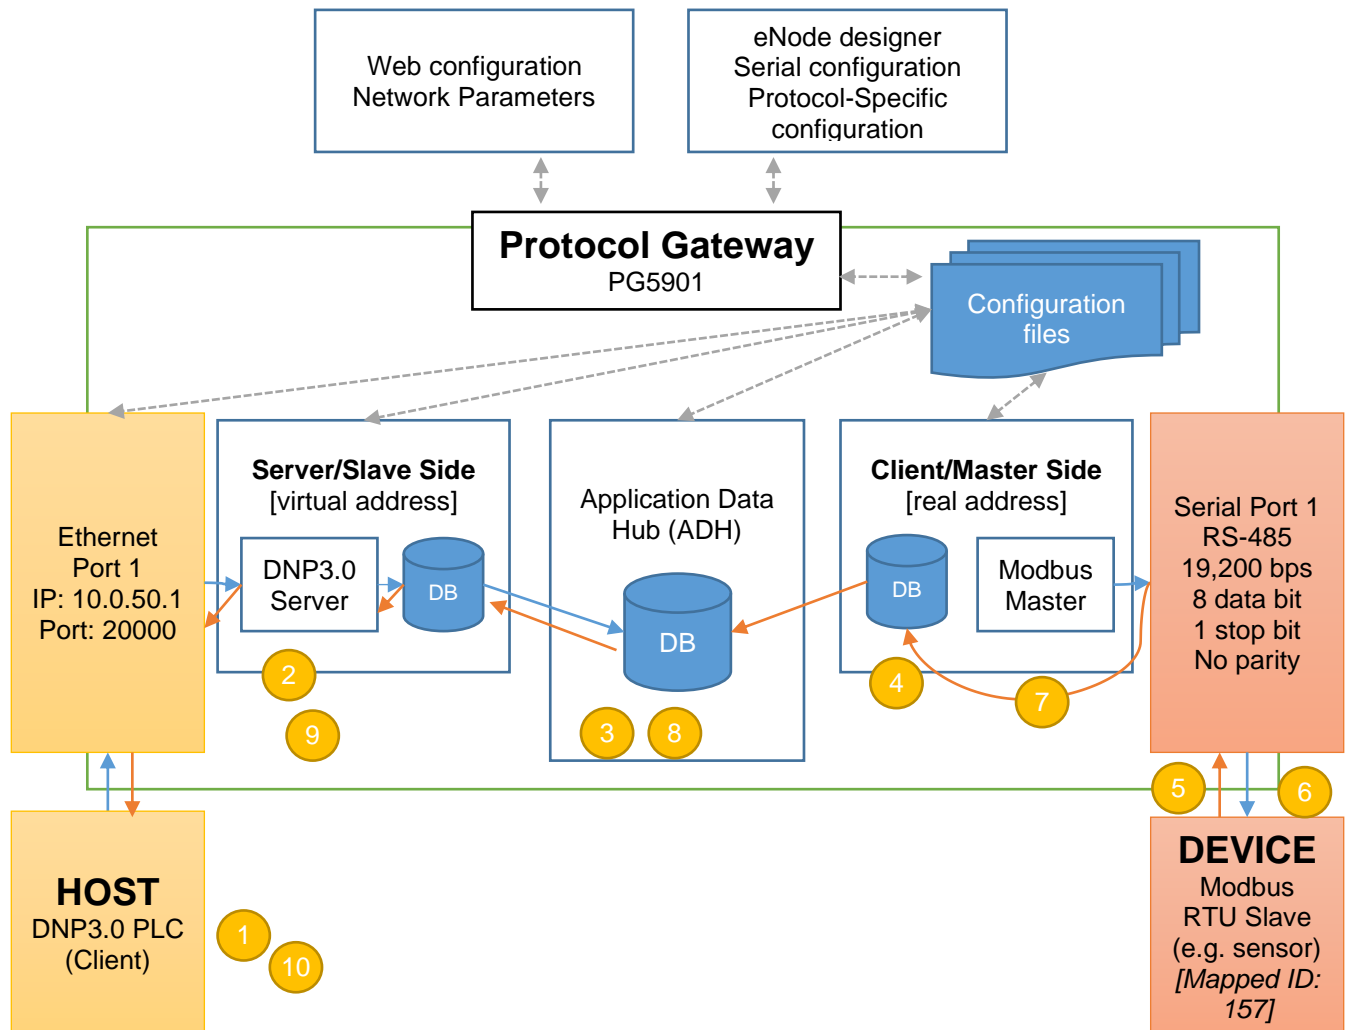 Web configuration
Network Parameters
eNode designer
Serial configuration
Protocol-Specific
configuration
Protocol Gateway
PG5901
Configuration
files
Ethernet
Port 1
IP: 10.0.50.1
Port: 20000
Server/Slave Side
[virtual address]
DNP3.0
Server
DB
2
9
Application Data
Hub (ADH)
DB
3
8
Client/Master Side
[real address]
DB
Modbus
Master
4
7
Serial Port 1
RS-485
19,200 bps
8 data bit
1 stop bit
No parity
5
6
HOST
DNP3.0 PLC
(Client)
1
10
DEVICE
Modbus
RTU Slave
(e.g. sensor)
[Mapped ID:
157]